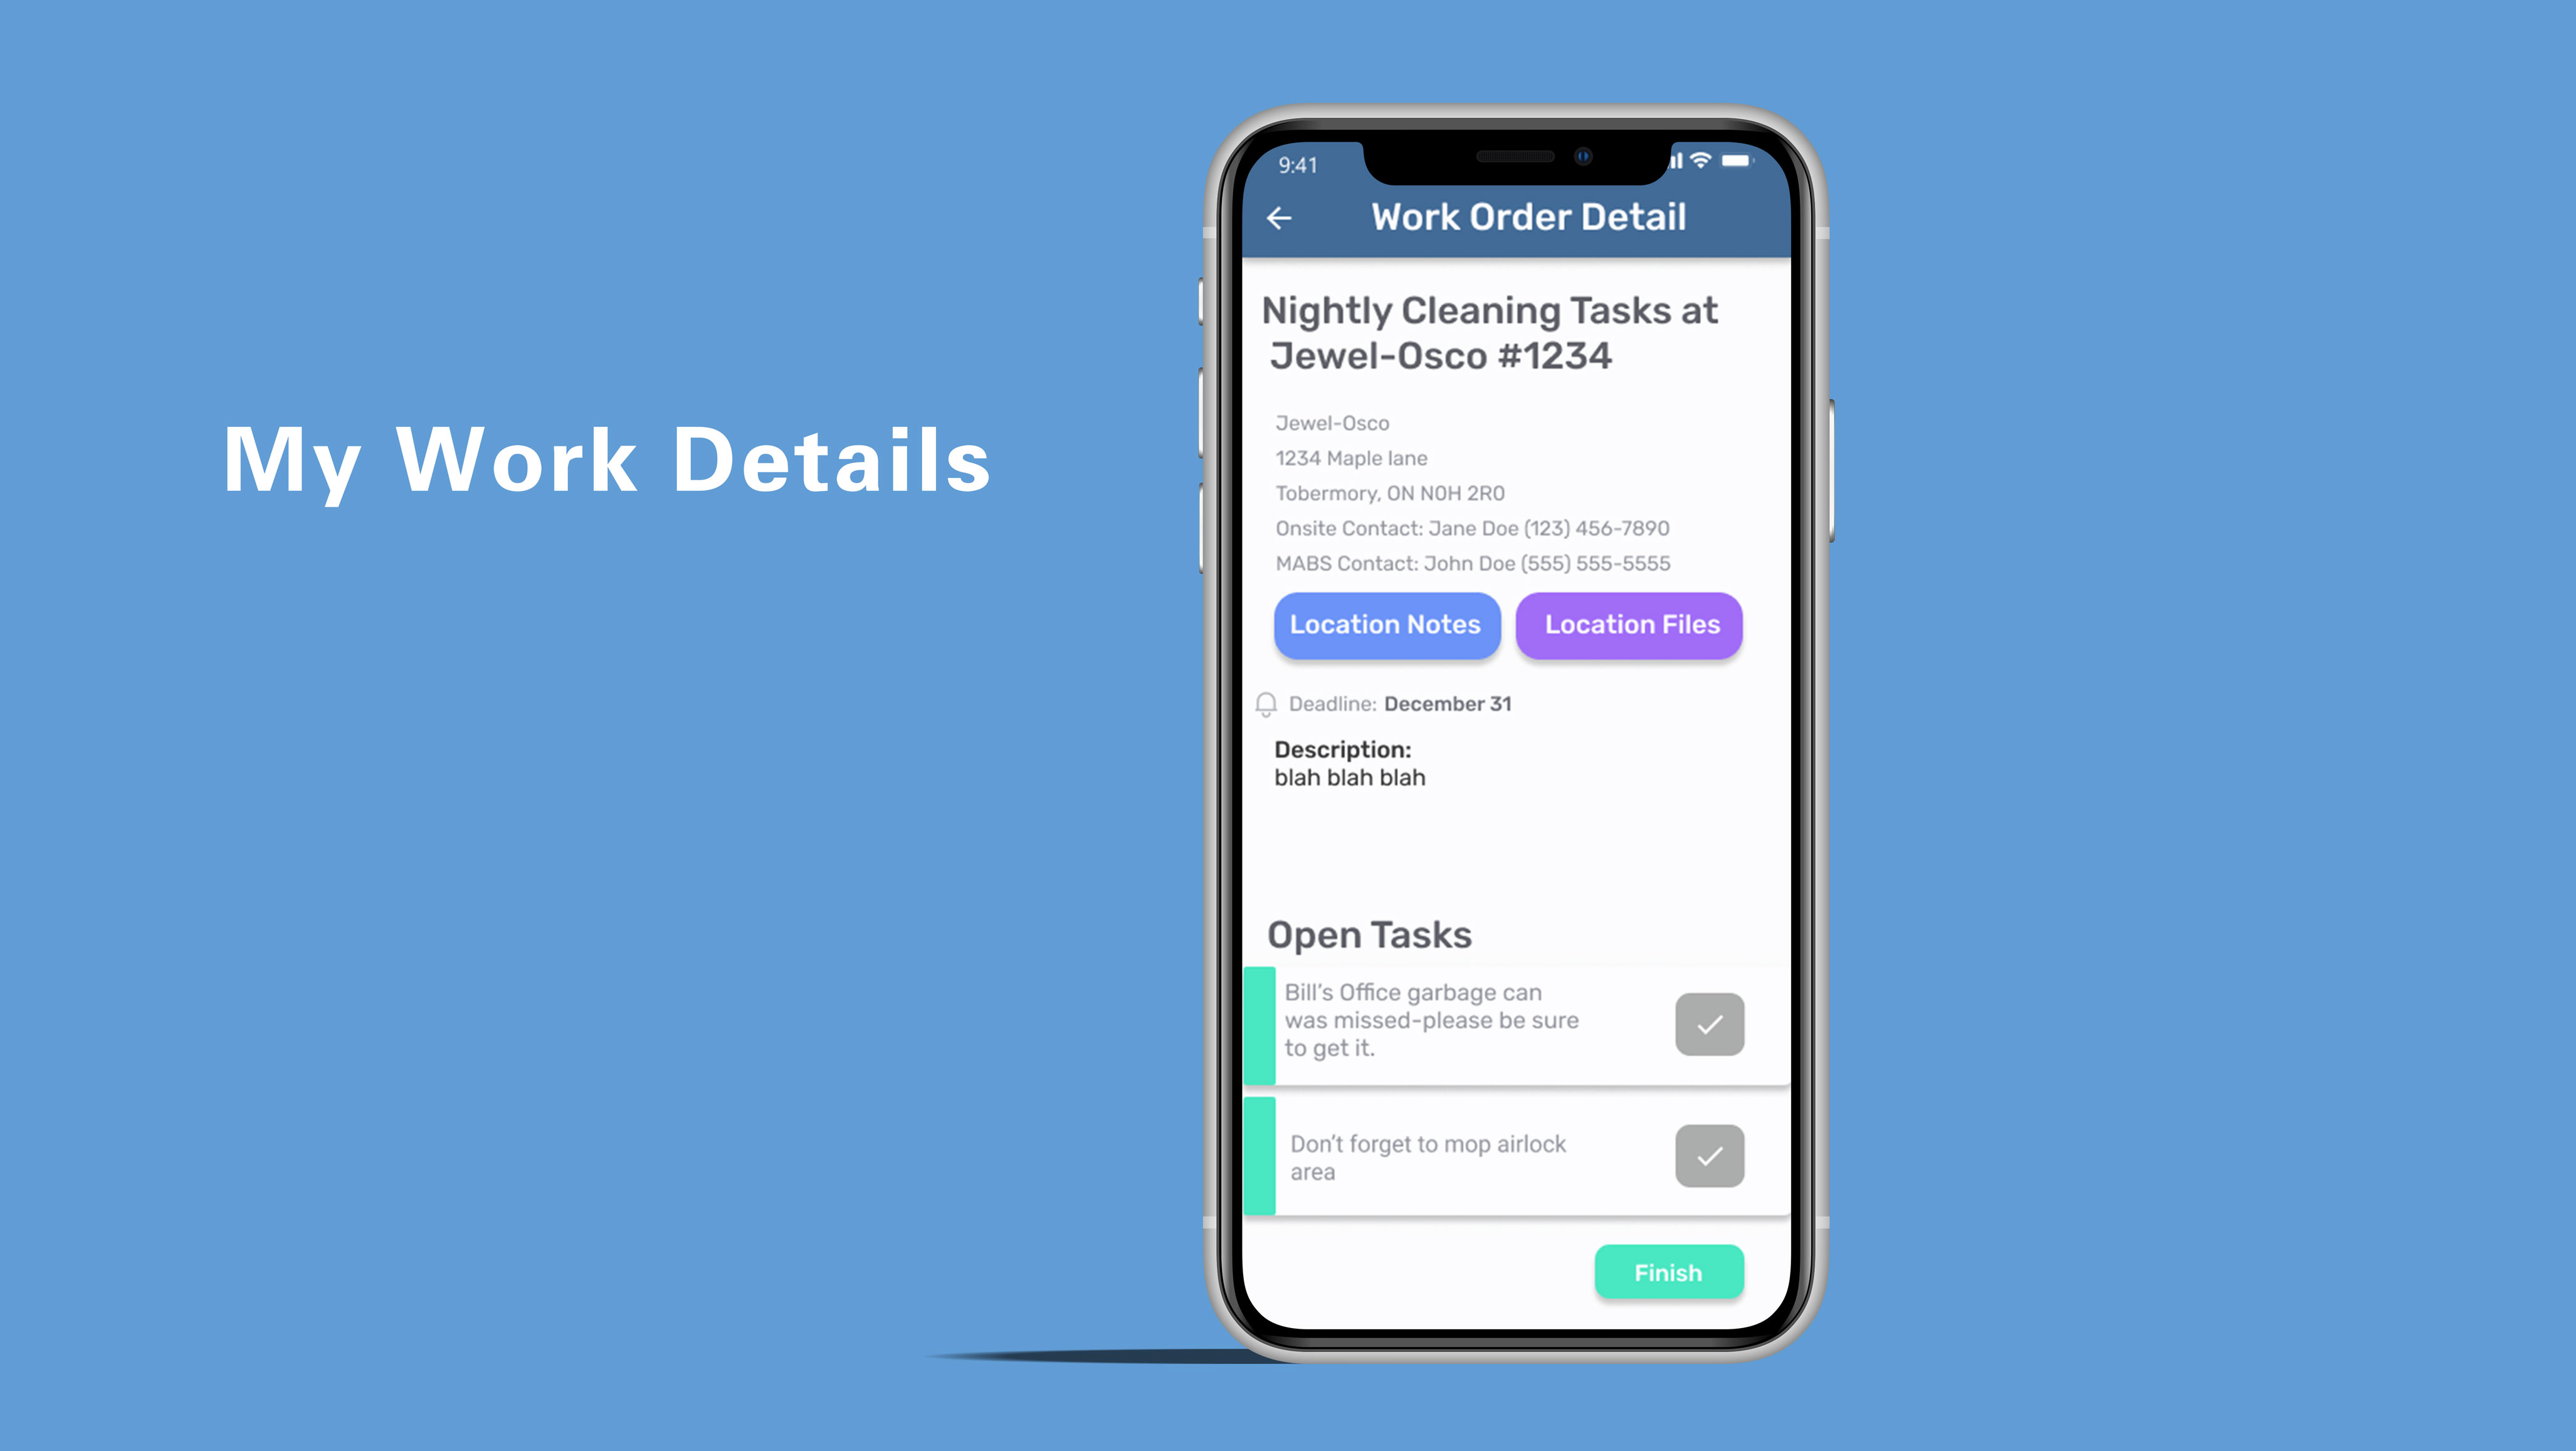 My Work Details
9:41
Work Order Detail
Nightly Cleaning Tasks at
Jewel-Osco #1234
Jewel-Osco
1234 Maple lane
Tobermory, ON N0H 2R0
Onsite Contact: Jane Doe (123) 456-7890
MABS Contact: John Doe (555) 555-5555
Location Notes
Location Files
Deadline: December 31
Description:
blah blah blah
Open Tasks
Bill's Office garbage can
was missed-please be sure
to get it.
Don't forget to mop airlock
area
Finish